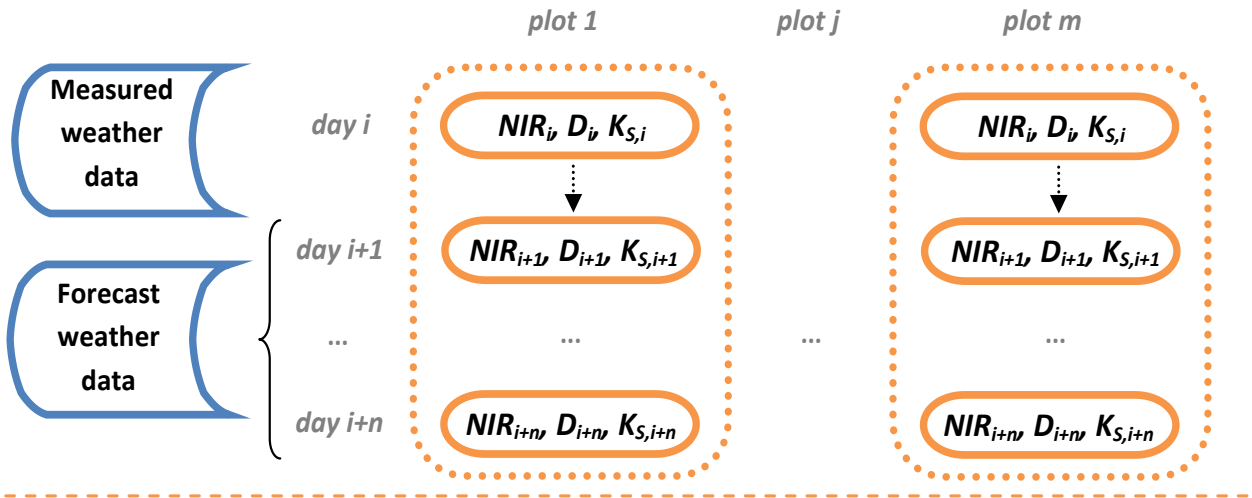 plot 1 plot j plot m
Measured
weather
data
day i NIRi, Di, KS,i NIRi, Di, KS,i
day i+1 NIRi+1, Di+1, KS,i+1 NIRi+1, Di+1, KS,i+1
Forecast
weather
data
... ... ... ...
day i+n NIRi+n, Di+n, KS,i+n NIRi+n, Di+n, KS,i+n